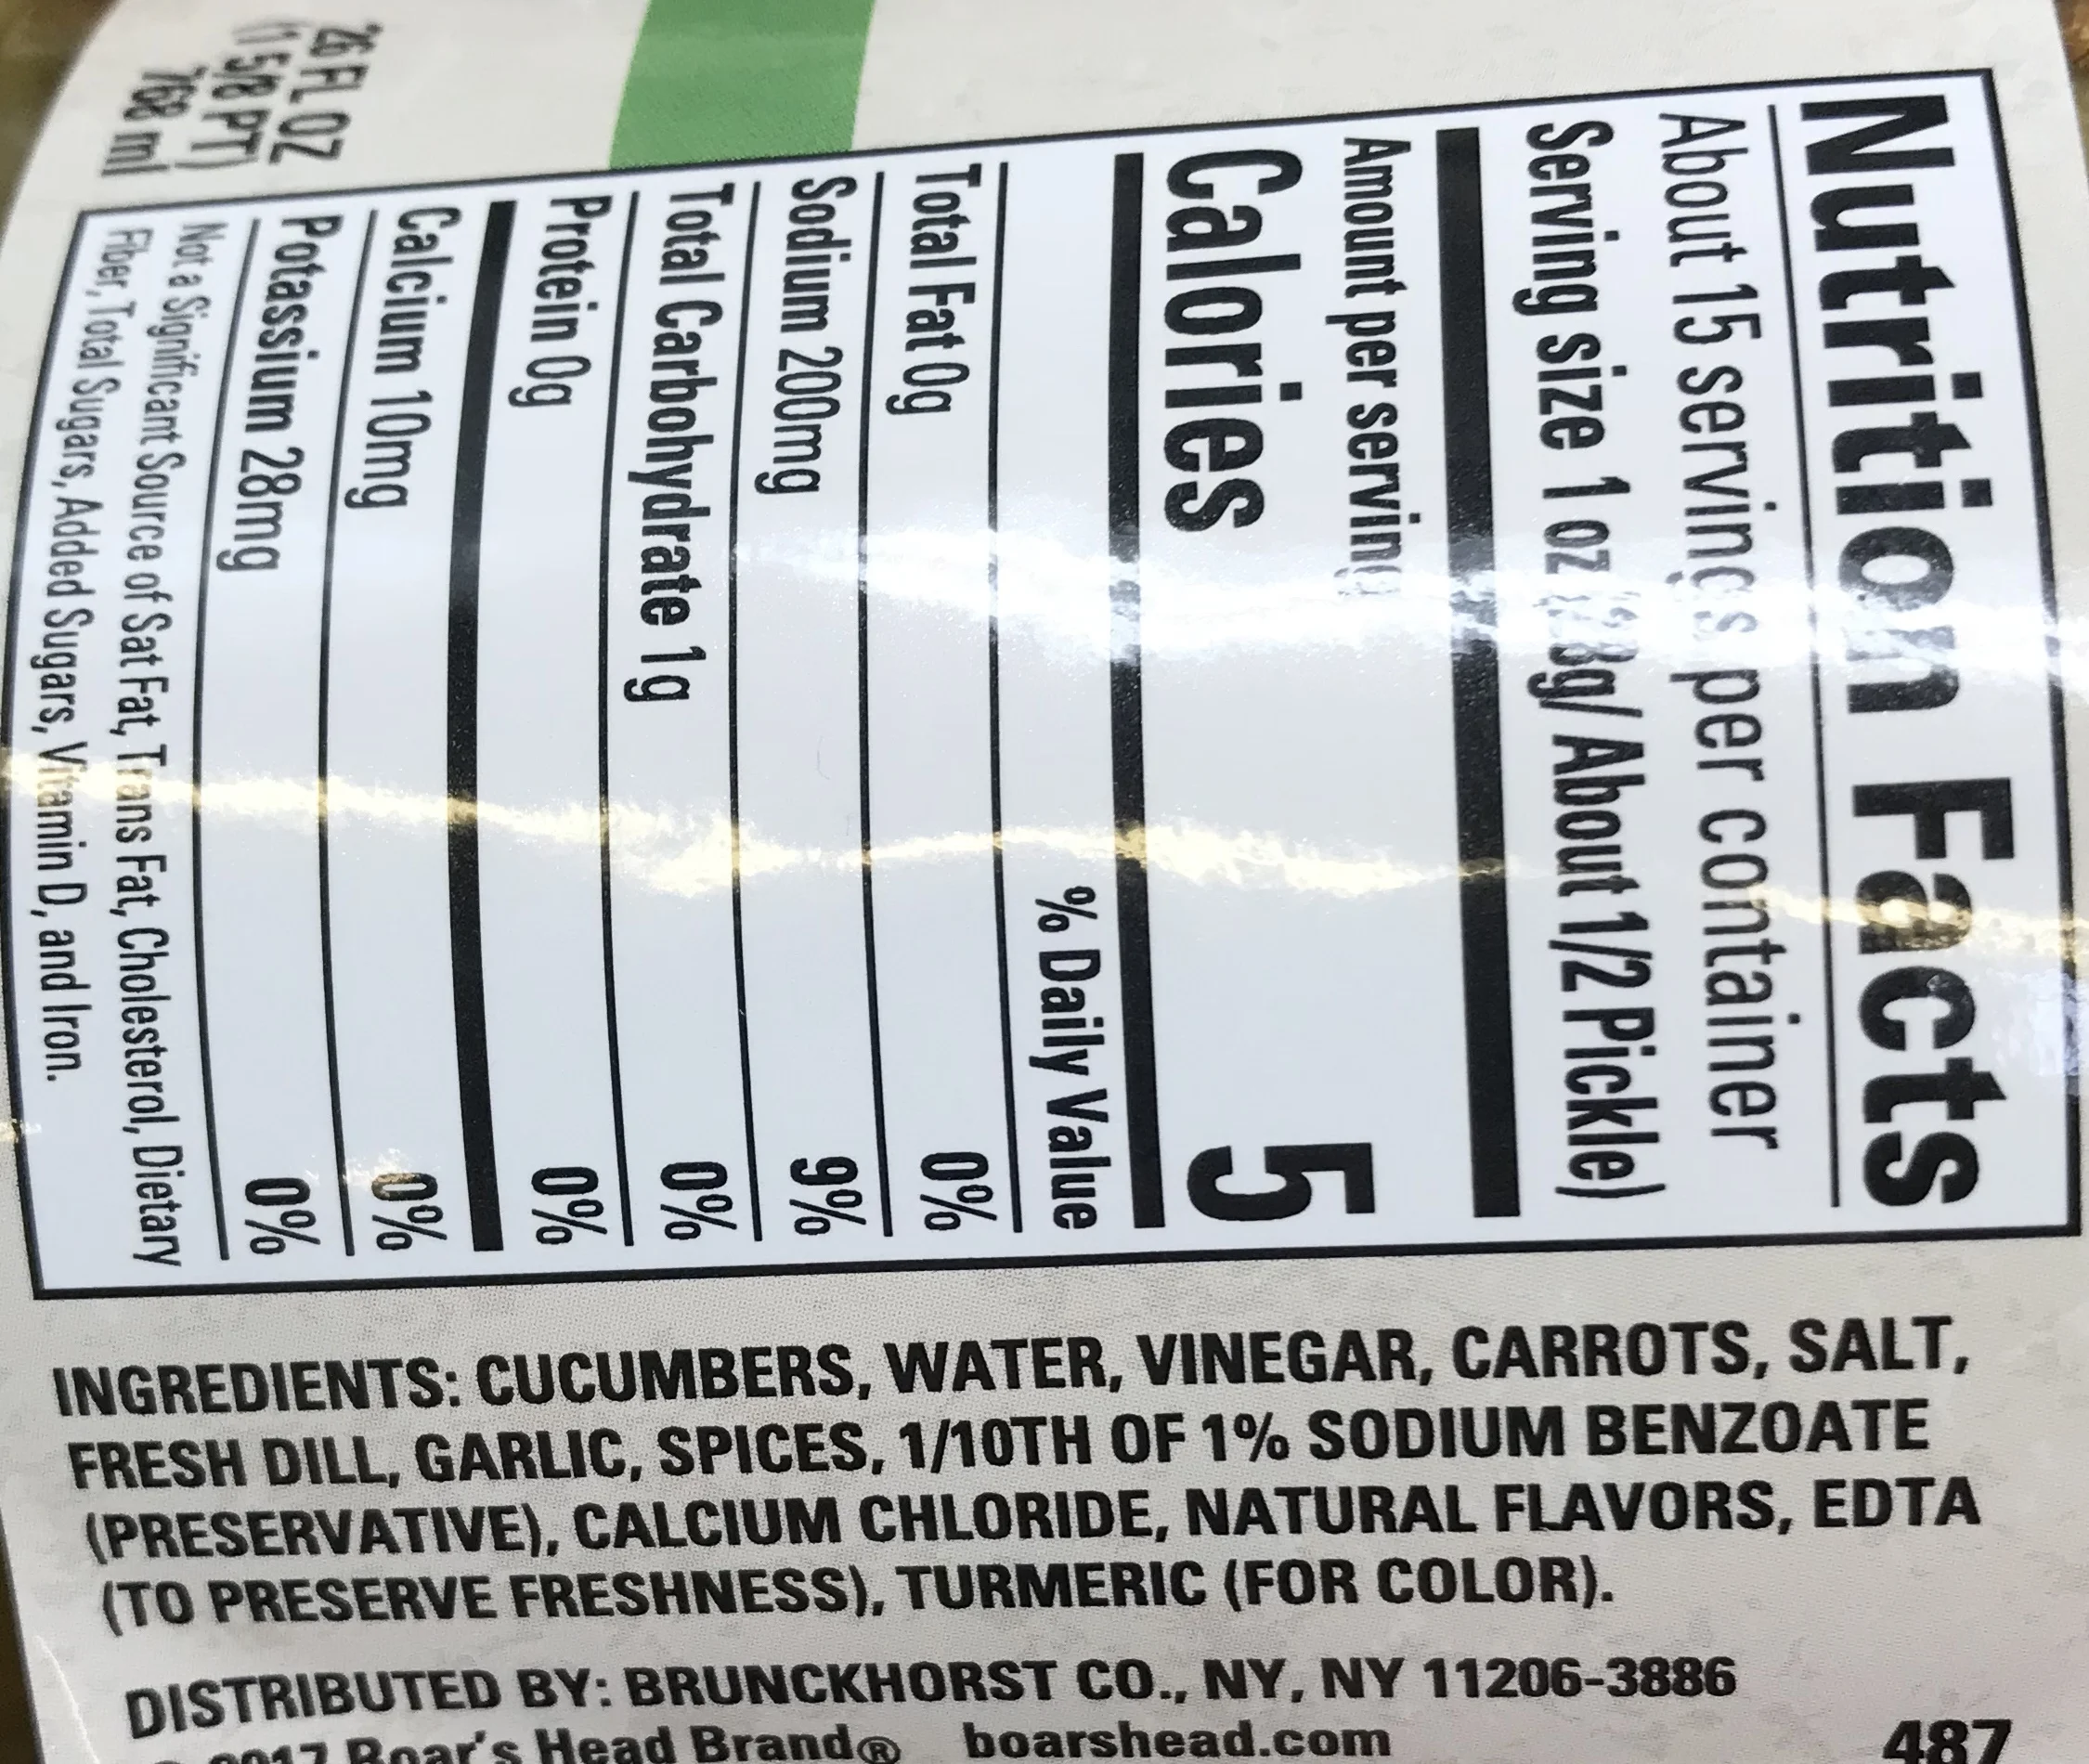 Nutrition Facts
About 15 servings per container
Serving size 1 oz (28g/ About 1/2 Pickle)
Amount per serving
Calories 5
% Daily Value
Total Fat 0g 0%
Sodium 200mg 9%
Total Carbohydrate 1g 0%
Protein 0g 0%
Calcium 10mg 0%
Potassium 28mg 0%
Not a Significant Source of Sat Fat, Trans Fat, Cholesterol, Dietary
Fiber, Total Sugars, Added Sugars, Vitamin D, and Iron.
26 FL OZ
(1 5/8 PT)
768 ml
INGREDIENTS: CUCUMBERS, WATER, VINEGAR, CARROTS, SALT,
FRESH DILL, GARLIC, SPICES, 1/10TH OF 1% SODIUM BENZOATE
(PRESERVATIVE), CALCIUM CHLORIDE, NATURAL FLAVORS, EDTA
(TO PRESERVE FRESHNESS), TURMERIC (FOR COLOR).
DISTRIBUTED BY: BRUNCKHORST CO., NY, NY 11206-3886
2017 Boar's Head Brand® boarshead.com
487